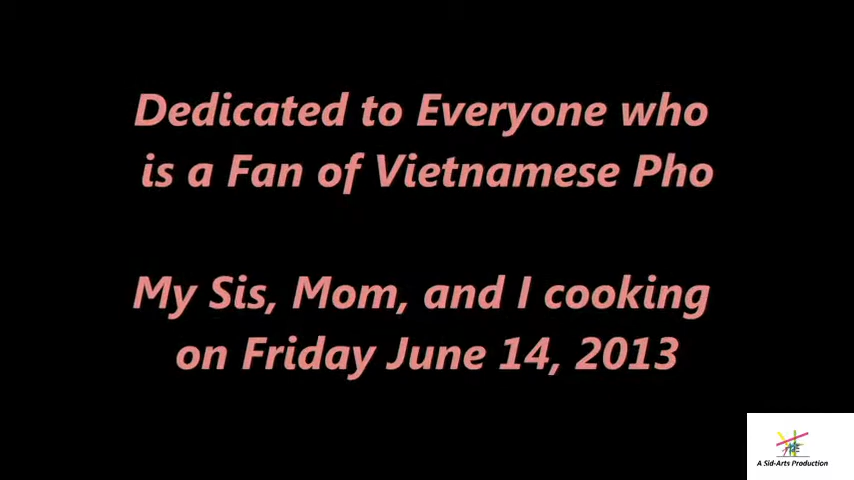 Dedicated to Everyone who
is a Fan of Vietnamese Pho
My Sis, Mom, and I cooking
on Friday June 14, 2013
A Sid-Arts Production